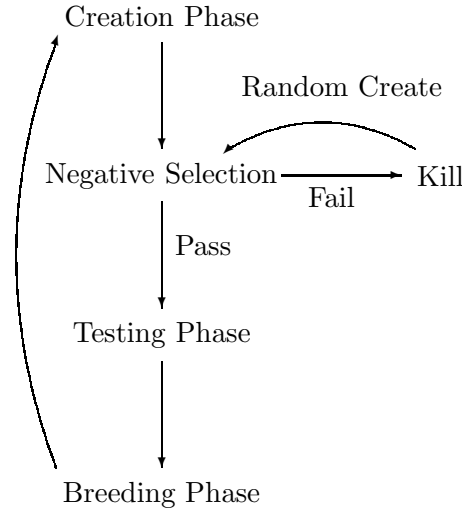 Creation Phase
Random Create
Negative Selection
Kill
Fail
Pass
Testing Phase
Breeding Phase